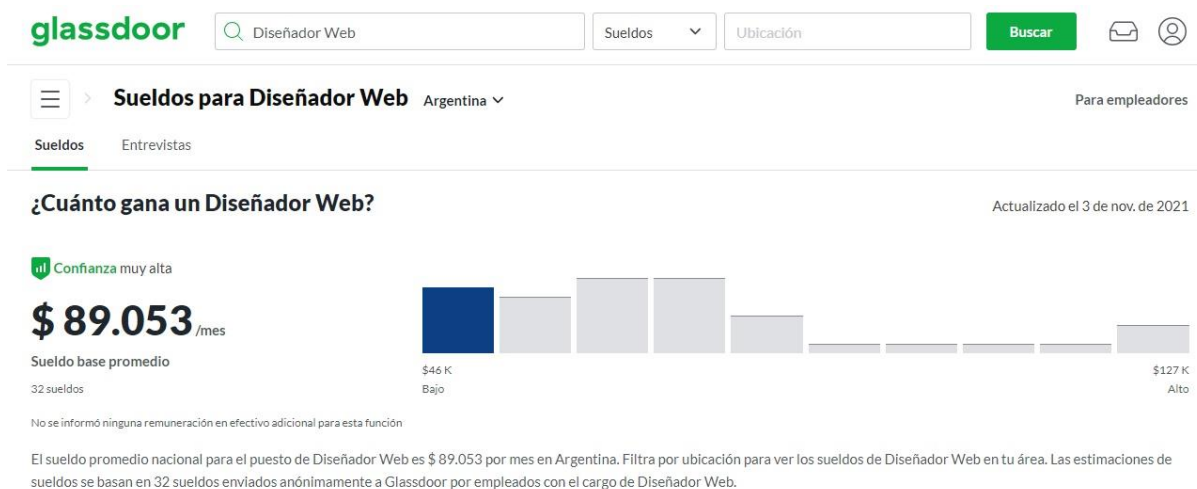 glassdoor
Diseñador Web
Sueldos
Ubicación
Buscar
Sueldos para Diseñador Web
Argentina
Para empleadores
Sueldos
Entrevistas
¿Cuánto gana un Diseñador Web?
Actualizado el 3 de nov. de 2021
Confianza muy alta
$ 89.053 /mes
Sueldo base promedio
32 sueldos
$46 K
Bajo
$127 K
Alto
No se informó ninguna remuneración en efectivo adicional para esta función
El sueldo promedio nacional para el puesto de Diseñador Web es $ 89.053 por mes en Argentina. Filtra por ubicación para ver los sueldos de Diseñador Web en tu área. Las estimaciones de
sueldos se basan en 32 sueldos enviados anónimamente a Glassdoor por empleados con el cargo de Diseñador Web.